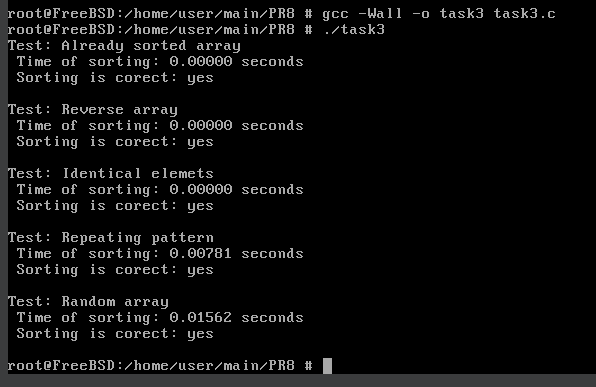 root@FreeBSD:/home/user/main/PR8 # gcc -Wall -o task3 task3.c
root@FreeBSD:/home/user/main/PR8 # ./task3
Test: Already sorted array
Time of sorting: 0.00000 seconds
Sorting is corect: yes
Test: Reverse array
Time of sorting: 0.00000 seconds
Sorting is corect: yes
Test: Identical elemets
Time of sorting: 0.00000 seconds
Sorting is corect: yes
Test: Repeating pattern
Time of sorting: 0.00781 seconds
Sorting is corect: yes
Test: Random array
Time of sorting: 0.01562 seconds
Sorting is corect: yes
root@FreeBSD:/home/user/main/PR8 #